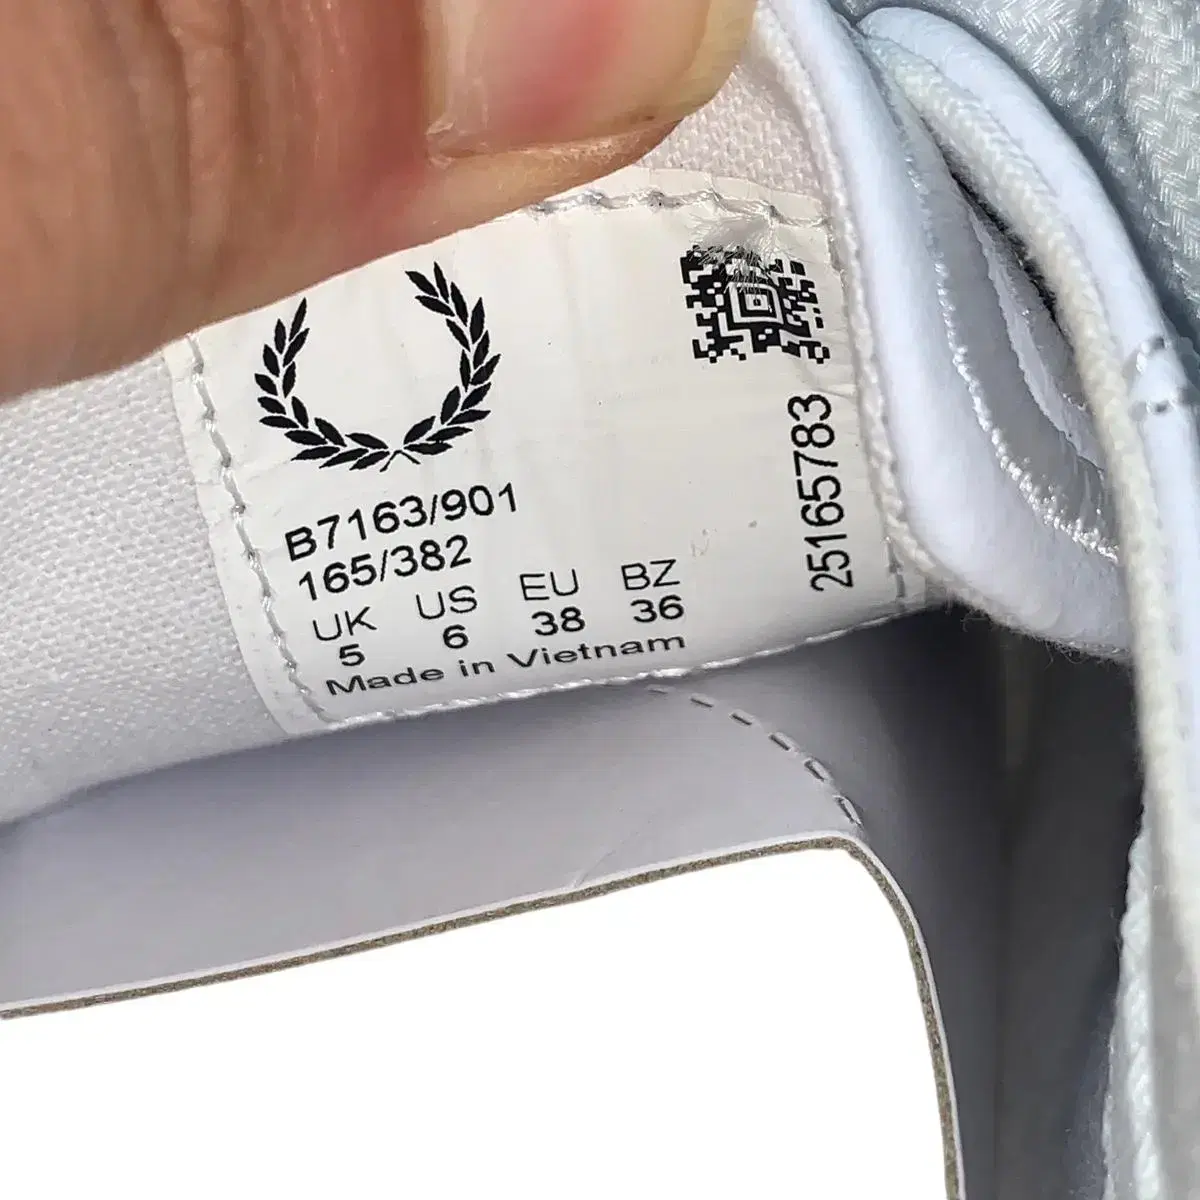 B7163/901
165/382
UK US EU BZ
5 6 38 36
Made in Vietnam
25165783